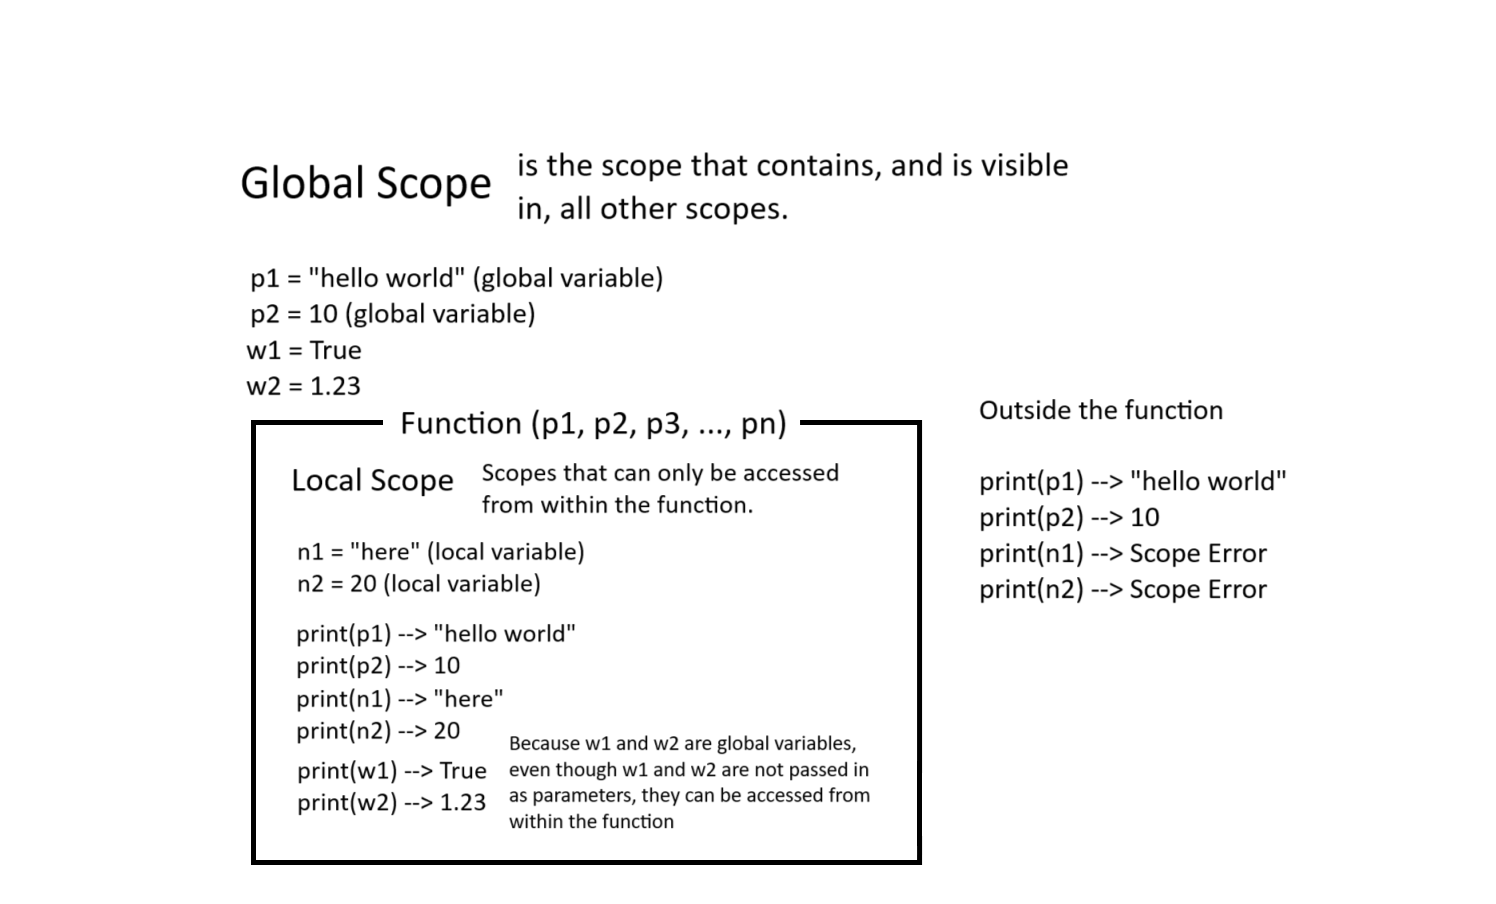 Global Scope
is the scope that contains, and is visible
in, all other scopes.
p1 = "hello world" (global variable)
p2 = 10 (global variable)
w1 = True
w2 = 1.23
Function (p1, p2, p3, ..., pn)
Local Scope
Scopes that can only be accessed
from within the function.
n1 = "here" (local variable)
n2 = 20 (local variable)
print(p1) --> "hello world"
print(p2) --> 10
print(n1) --> "here"
print(n2) --> 20
print(w1) --> True
print(w2) --> 1.23
Because w1 and w2 are global variables,
even though w1 and w2 are not passed in
as parameters, they can be accessed from
within the function
Outside the function
print(p1) --> "hello world"
print(p2) --> 10
print(n1) --> Scope Error
print(n2) --> Scope Error